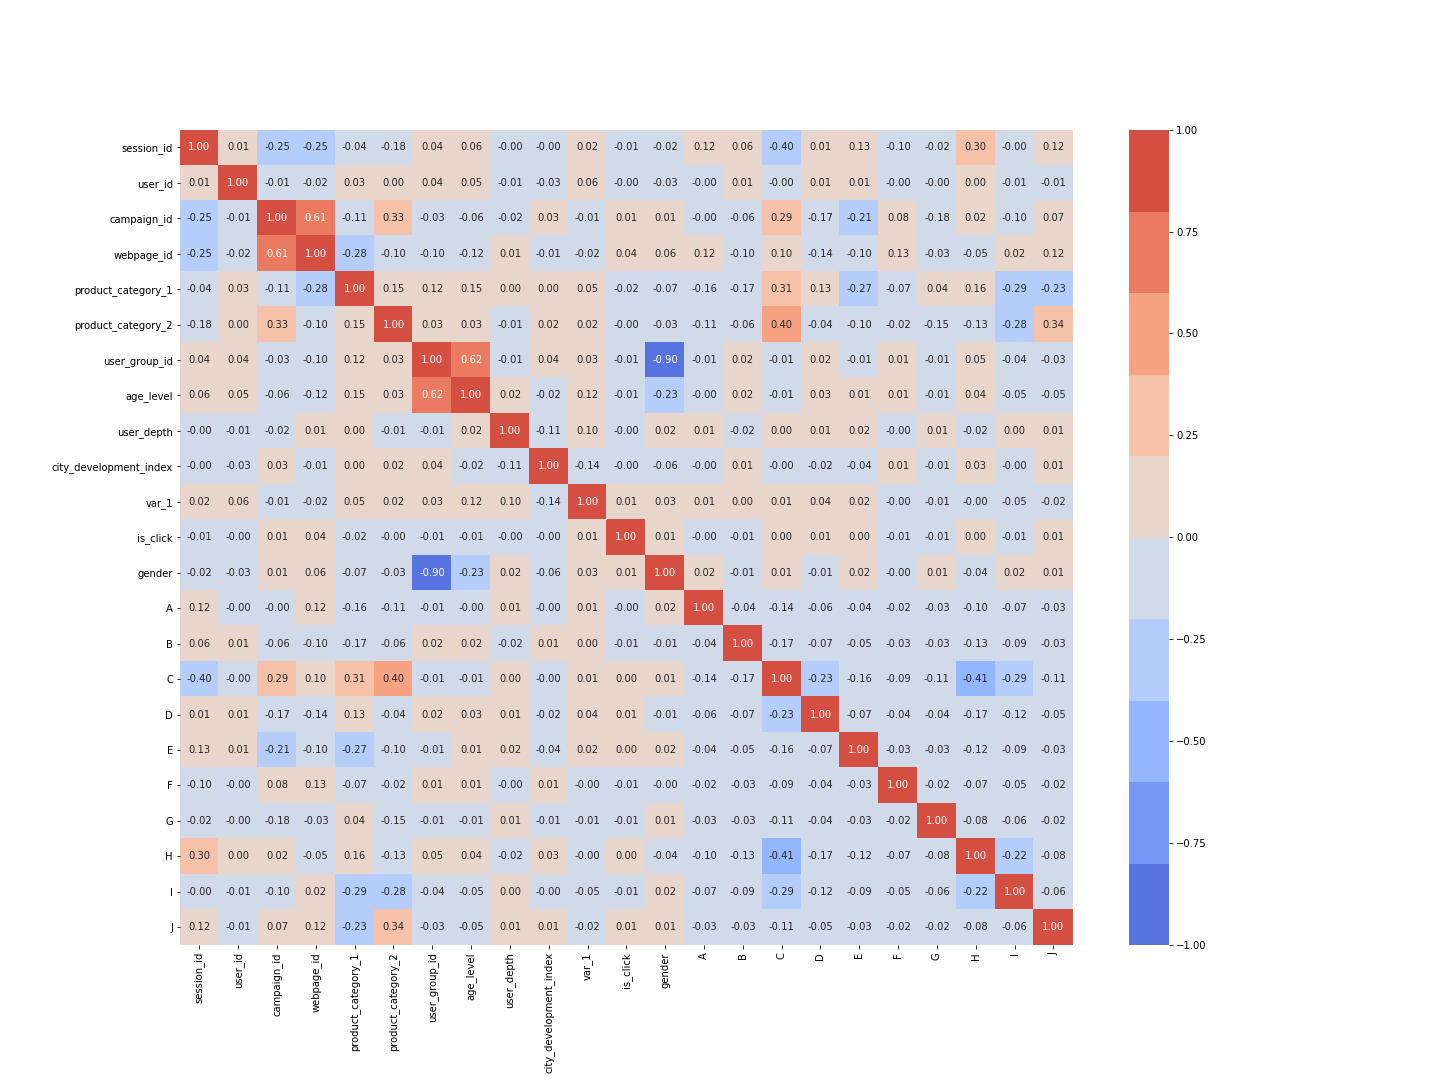 session_id 1.00 0.01 -0.25 -0.25 -0.04 -0.18 0.04 0.06 -0.00 -0.00 0.02 -0.01 -0.02 0.12 0.06 -0.40 0.01 0.13 -0.10 -0.02 0.30 -0.00 0.12
user_id 0.01 1.00 -0.01 -0.02 0.03 0.00 0.04 0.05 -0.01 -0.03 0.06 -0.00 -0.03 -0.00 0.01 -0.00 0.01 0.01 -0.00 -0.00 0.00 -0.01 -0.01
campaign_id -0.25 -0.01 1.00 0.61 -0.11 0.33 -0.03 -0.06 -0.02 0.03 -0.01 0.01 0.01 -0.00 -0.06 0.29 -0.17 -0.21 0.08 -0.18 0.02 -0.10 0.07
webpage_id -0.25 -0.02 0.61 1.00 -0.28 -0.10 -0.10 -0.12 0.01 -0.01 -0.02 0.04 0.06 0.12 -0.10 0.10 -0.14 -0.10 0.13 -0.03 -0.05 0.02 0.12
product_category_1 -0.04 0.03 -0.11 -0.28 1.00 0.15 0.12 0.15 0.00 0.00 0.05 -0.02 -0.07 -0.16 -0.17 0.31 0.13 -0.27 -0.07 0.04 0.16 -0.29 -0.23
product_category_2 -0.18 0.00 0.33 -0.10 0.15 1.00 0.03 0.03 -0.01 0.02 0.02 -0.00 -0.03 -0.11 -0.06 0.40 -0.04 -0.10 -0.02 -0.15 -0.13 -0.28 0.34
user_group_id 0.04 0.04 -0.03 -0.10 0.12 0.03 1.00 0.62 -0.01 0.04 0.03 -0.01 -0.90 -0.01 0.02 -0.01 0.02 -0.01 0.01 -0.01 0.05 -0.04 -0.03
age_level 0.06 0.05 -0.06 -0.12 0.15 0.03 0.62 1.00 0.02 -0.02 0.12 -0.01 -0.23 -0.00 0.02 -0.01 0.03 0.01 0.01 -0.01 0.04 -0.05 -0.05
user_depth -0.00 -0.01 -0.02 0.01 0.00 -0.01 -0.01 0.02 1.00 -0.11 0.10 -0.00 0.02 0.01 -0.02 0.00 0.01 0.02 -0.00 0.01 -0.02 0.00 0.01
city_development_index -0.00 -0.03 0.03 -0.01 0.00 0.02 0.04 -0.02 -0.11 1.00 -0.14 -0.00 -0.06 -0.00 0.01 -0.00 -0.02 -0.04 0.01 -0.01 0.03 -0.00 0.01
var_1 0.02 0.06 -0.01 -0.02 0.05 0.02 0.03 0.12 0.10 -0.14 1.00 0.01 0.03 0.01 0.00 0.01 0.04 0.02 -0.00 -0.01 -0.00 -0.05 -0.02
is_click -0.01 -0.00 0.01 0.04 -0.02 -0.00 -0.01 -0.01 -0.00 -0.00 0.01 1.00 0.01 -0.00 -0.01 0.00 0.01 0.00 -0.01 -0.01 0.00 -0.01 0.01
gender -0.02 -0.03 0.01 0.06 -0.07 -0.03 -0.90 -0.23 0.02 -0.06 0.03 0.01 1.00 0.02 -0.01 0.01 -0.01 0.02 -0.00 0.01 -0.04 0.02 0.01
A 0.12 -0.00 -0.00 0.12 -0.16 -0.11 -0.01 -0.00 0.01 -0.00 0.01 -0.00 0.02 1.00 -0.04 -0.14 -0.06 -0.04 -0.02 -0.03 -0.10 -0.07 -0.03
B 0.06 0.01 -0.06 -0.10 -0.17 -0.06 0.02 0.02 -0.02 0.01 0.00 -0.01 -0.01 -0.04 1.00 -0.17 -0.07 -0.05 -0.03 -0.03 -0.13 -0.09 -0.03
C -0.40 -0.00 0.29 0.10 0.31 0.40 -0.01 -0.01 0.00 -0.00 0.01 0.00 0.01 -0.14 -0.17 1.00 -0.23 -0.16 -0.09 -0.11 -0.41 -0.29 -0.11
D 0.01 0.01 -0.17 -0.14 0.13 -0.04 0.02 0.03 0.01 -0.02 0.04 0.01 -0.01 -0.06 -0.07 -0.23 1.00 -0.07 -0.04 -0.04 -0.17 -0.12 -0.05
E 0.13 0.01 -0.21 -0.10 -0.27 -0.10 -0.01 0.01 0.02 -0.04 0.02 0.00 0.02 -0.04 -0.05 -0.16 -0.07 1.00 -0.03 -0.03 -0.12 -0.09 -0.03
F -0.10 -0.00 0.08 0.13 -0.07 -0.02 0.01 0.01 -0.00 0.01 -0.00 -0.01 -0.00 -0.02 -0.03 -0.09 -0.04 -0.03 1.00 -0.02 -0.07 -0.05 -0.02
G -0.02 -0.00 -0.18 -0.03 0.04 -0.15 -0.01 -0.01 0.01 -0.01 -0.01 -0.01 0.01 -0.03 -0.03 -0.11 -0.04 -0.03 -0.02 1.00 -0.08 -0.06 -0.02
H 0.30 0.00 0.02 -0.05 0.16 -0.13 0.05 0.04 -0.02 0.03 -0.00 0.00 -0.04 -0.10 -0.13 -0.41 -0.17 -0.12 -0.07 -0.08 1.00 -0.22 -0.08
I -0.00 -0.01 -0.10 0.02 -0.29 -0.28 -0.04 -0.05 0.00 -0.00 -0.05 -0.01 0.02 -0.07 -0.09 -0.29 -0.12 -0.09 -0.05 -0.06 -0.22 1.00 -0.06
J 0.12 -0.01 0.07 0.12 -0.23 0.34 -0.03 -0.05 0.01 0.01 -0.02 0.01 0.01 -0.03 -0.03 -0.11 -0.05 -0.03 -0.02 -0.02 -0.08 -0.06 1.00
session_id
user_id
campaign_id
webpage_id
product_category_1
product_category_2
user_group_id
age_level
user_depth
city_development_index
var_1
is_click
gender
A
B
C
D
E
F
G
H
I
J
1.00
0.75
0.50
0.25
0.00
−0.25
−0.50
−0.75
−1.00